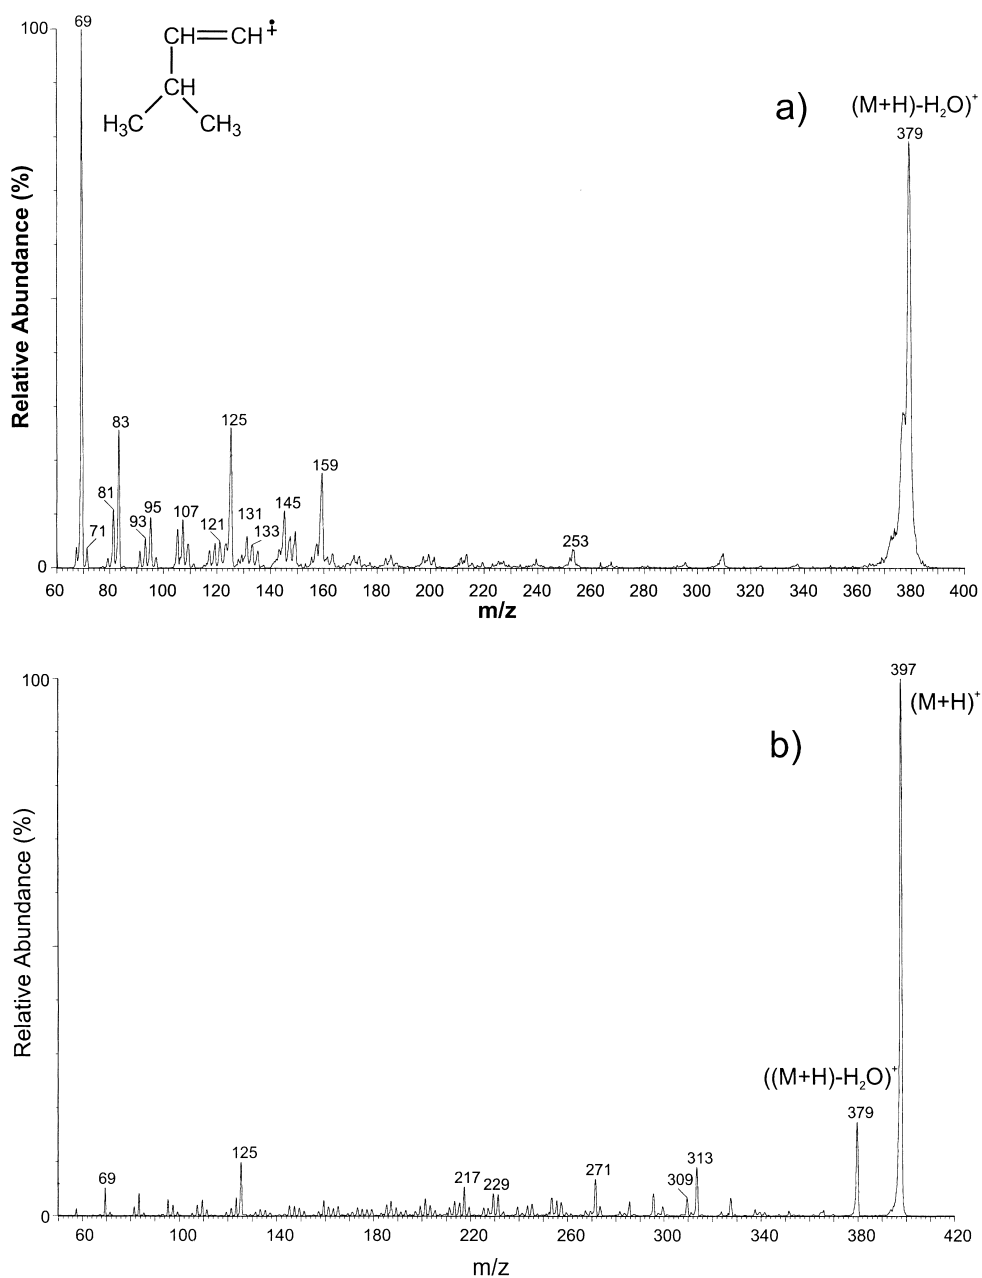 69
100
CH=CH
CH
H₃C CH₃
a)
(M+H)-H₂O)⁺
379
Relative Abundance (%)
83
125
159
81
95
107
145
93
71
121
131
133
253
0
60 80 100 120 140 160 180 200 220 240 260 280 300 320 340 360 380 400
m/z
397
100
(M+H)⁺
b)
((M+H)-H₂O)⁺
379
Relative Abundance (%)
125
69
217
229
271
309
313
0
60 100 140 180 220 260 300 340 380 420
m/z